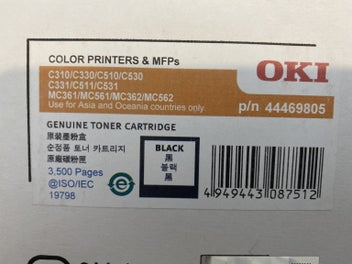 COLOR PRINTERS & MFPs
C310/C330/C510/C530
C331/C511/C531
MC361/MC561/MC362/MC562
Use for Asia and Oceania countries only
OKI
p/n 44469805
GENUINE TONER CARTRIDGE
原裝墨粉盒
순정품 토너 카트리지
原廠碳粉匣
3,500 Pages
@ISO/IEC
19798
BLACK
黑
블랙
黑
4 949443 087512